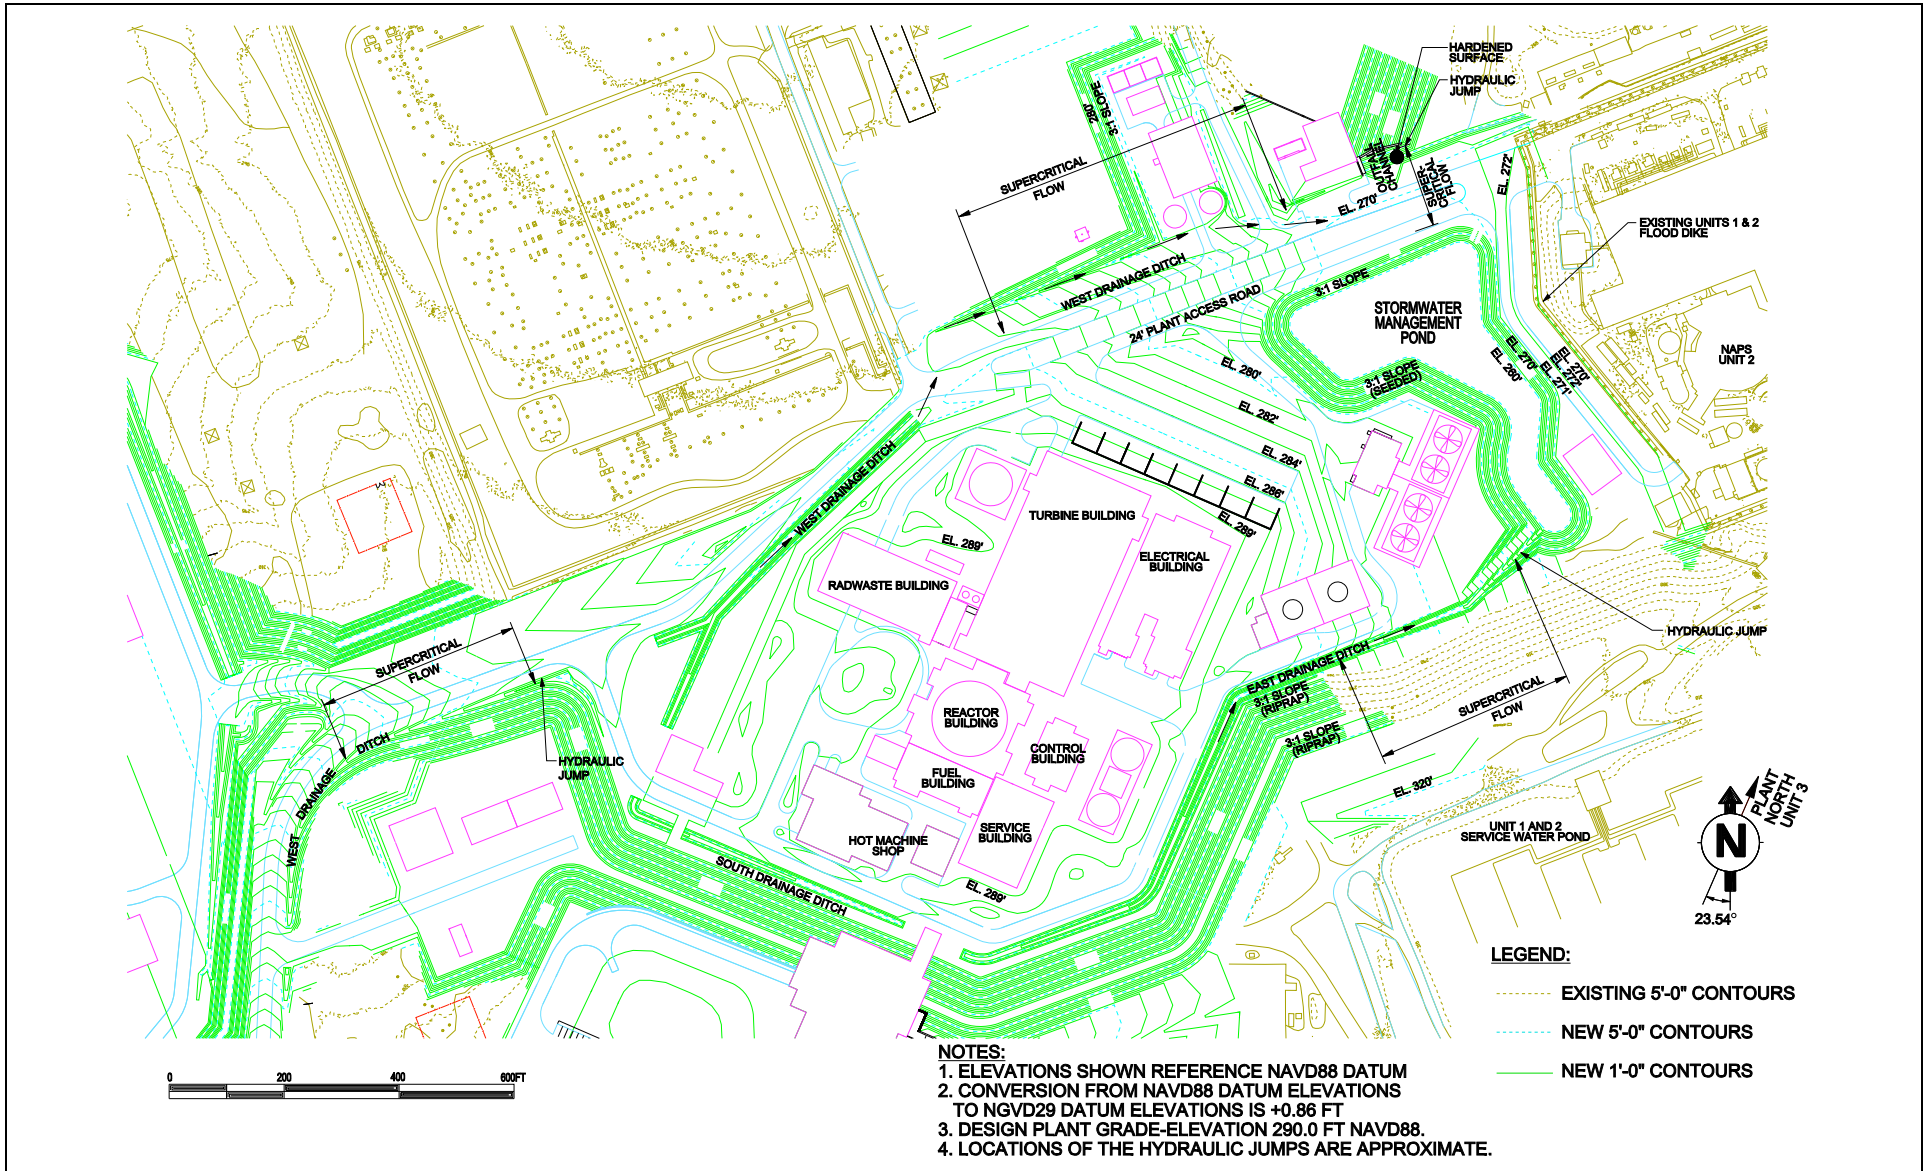 HARDENED
SURFACE
HYDRAULIC
JUMP
280'
3:1 SLOPE
SUPERCRITICAL
FLOW
OUTFALL
CHANNEL
SUPER-
CRITICAL
FLOW
EL. 272'
EL. 270'
EXISTING UNITS 1 & 2
FLOOD DIKE
WEST DRAINAGE DITCH
3:1 SLOPE
24' PLANT ACCESS ROAD
STORMWATER
MANAGEMENT
POND
NAPS
UNIT 2
EL. 270'
EL. 280'
EL. 270'
EL. 272'
EL. 271'
3:1 SLOPE
(SEEDED)
EL. 280'
EL. 282'
EL. 284'
EL. 286'
EL. 289'
WEST DRAINAGE DITCH
TURBINE BUILDING
EL. 289'
ELECTRICAL
BUILDING
RADWASTE BUILDING
HYDRAULIC JUMP
SUPERCRITICAL
FLOW
EAST DRAINAGE DITCH
3:1 SLOPE
(RIPRAP)
SUPERCRITICAL
FLOW
REACTOR
BUILDING
3:1 SLOPE
(RIPRAP)
WEST DRAINAGE DITCH
HYDRAULIC
JUMP
CONTROL
BUILDING
FUEL
BUILDING
EL. 320'
PLANT
NORTH
UNIT 3
N
23.54°
UNIT 1 AND 2
SERVICE WATER POND
SERVICE
BUILDING
HOT MACHINE
SHOP
SOUTH DRAINAGE DITCH
EL. 289'
LEGEND:
EXISTING 5'-0" CONTOURS
NEW 5'-0" CONTOURS
NEW 1'-0" CONTOURS
0 200 400 600FT
NOTES:
1. ELEVATIONS SHOWN REFERENCE NAVD88 DATUM
2. CONVERSION FROM NAVD88 DATUM ELEVATIONS
TO NGVD29 DATUM ELEVATIONS IS +0.86 FT
3. DESIGN PLANT GRADE-ELEVATION 290.0 FT NAVD88.
4. LOCATIONS OF THE HYDRAULIC JUMPS ARE APPROXIMATE.